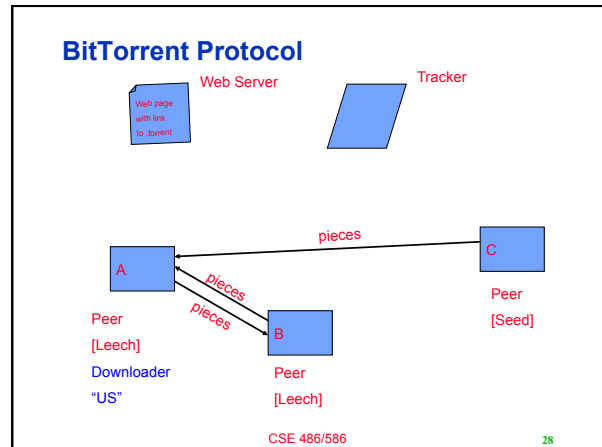 BitTorrent Protocol
Web Server
Tracker
Web page
with link
to .torrent
pieces
C
A
pieces
pieces
B
Peer
[Seed]
Peer
[Leech]
Downloader
“US”
Peer
[Leech]
CSE 486/586
28